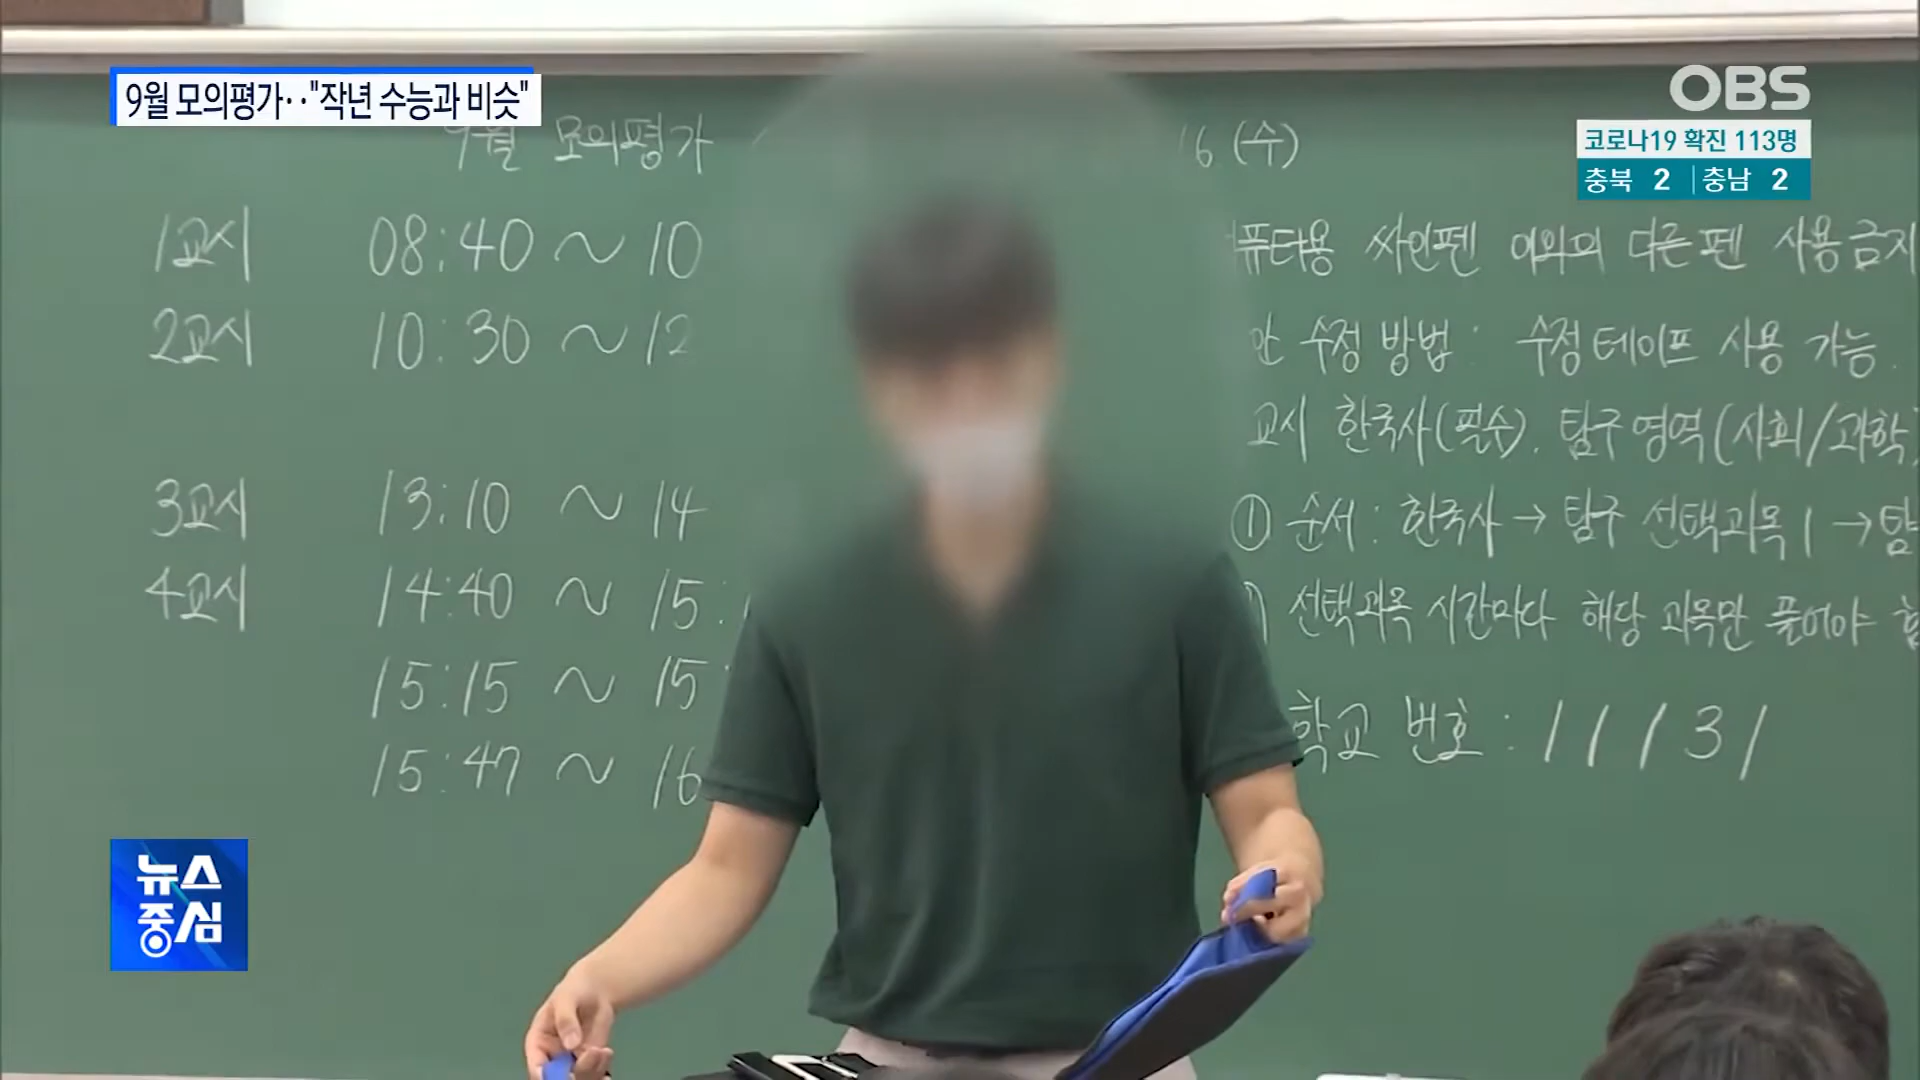 9월 모의평가‥"작년 수능과 비슷"
OBS
코로나19 확진 113명
충북 2 충남 2
9월 모의평가 16 (수)
1교시 08:40 ~ 10
2교시 10:30 ~ 12
3교시 13:10 ~ 14
4교시 14:40 ~ 15:
15:15 ~ 15
15:47 ~ 16
퓨터용 싸인펜 이외의 다른 펜 사용금지
안 수정 방법 : 수정테이프 사용 가능.
교시 한국사(필수), 탐구영역(사회/과학)
① 순서 : 한국사 → 탐구 선택과목 1 → 탐
선택과목 시간마다 해당 과목만 풀어야
학교 번호 : 11131
뉴스
중심